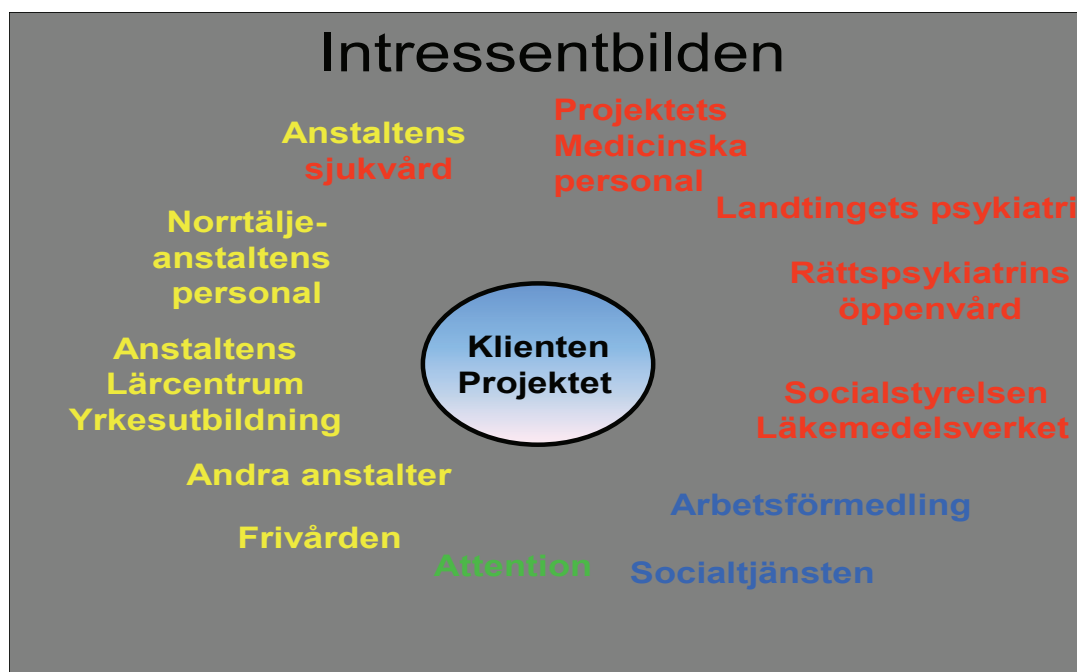 Intressentbilden
Anstaltens
sjukvård
Projektets
Medicinska
personal
Landtingets psykiatri
Norrtälje-
anstaltens
personal
Rättspsykiatrins
öppenvård
Klienten
Projektet
Anstaltens
Lärcentrum
Yrkesutbildning
Socialstyrelsen
Läkemedelsverket
Andra anstalter
Arbetsförmedling
Frivården
Attention
Socialtjänsten